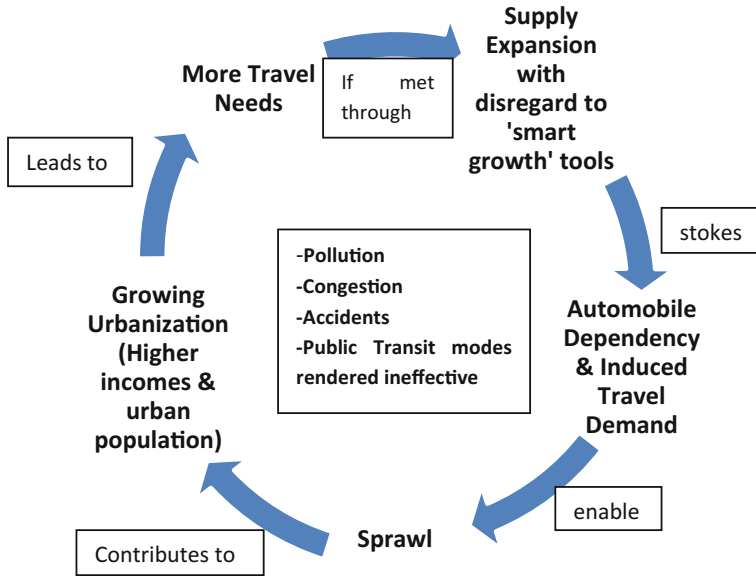 More Travel
Needs
If met
through
Supply
Expansion
with
disregard to
'smart
growth' tools
stokes
Automobile
Dependency
& Induced
Travel
Demand
enable
Sprawl
Contributes to
Growing
Urbanization
(Higher
incomes &
urban
population)
Leads to
-Pollution
-Congestion
-Accidents
-Public Transit modes
rendered ineffective